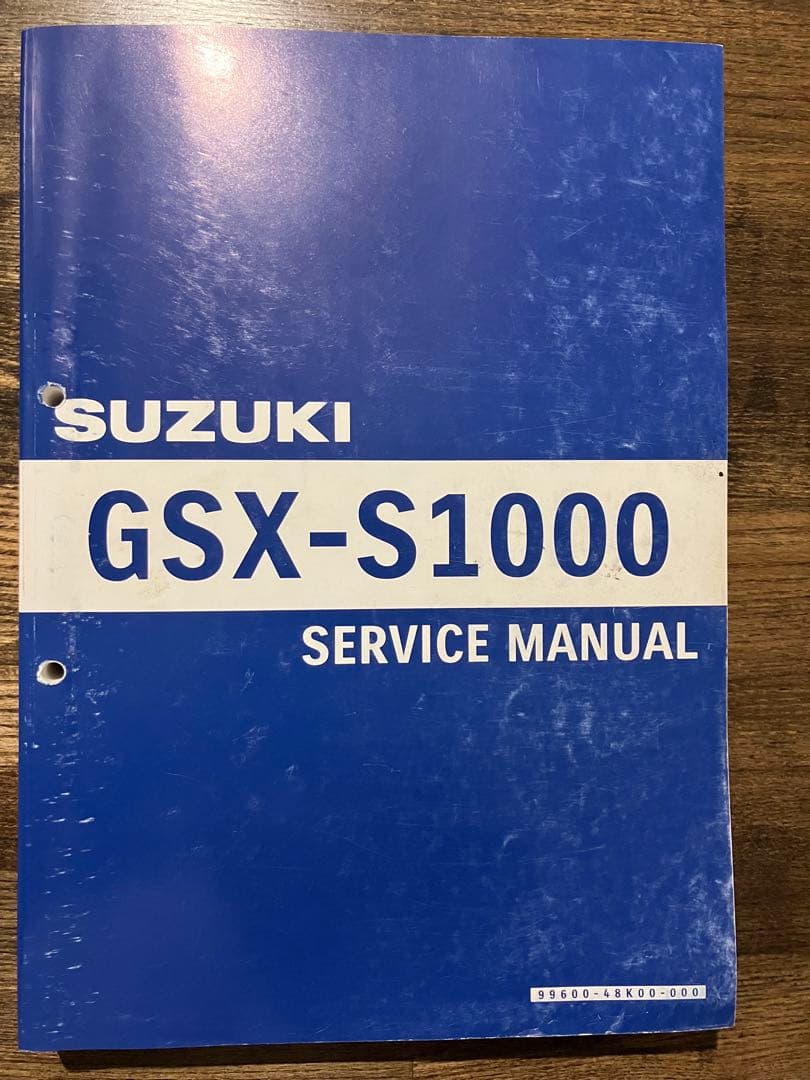 SUZUKI
GSX-S1000
SERVICE MANUAL
99600-48K00-000